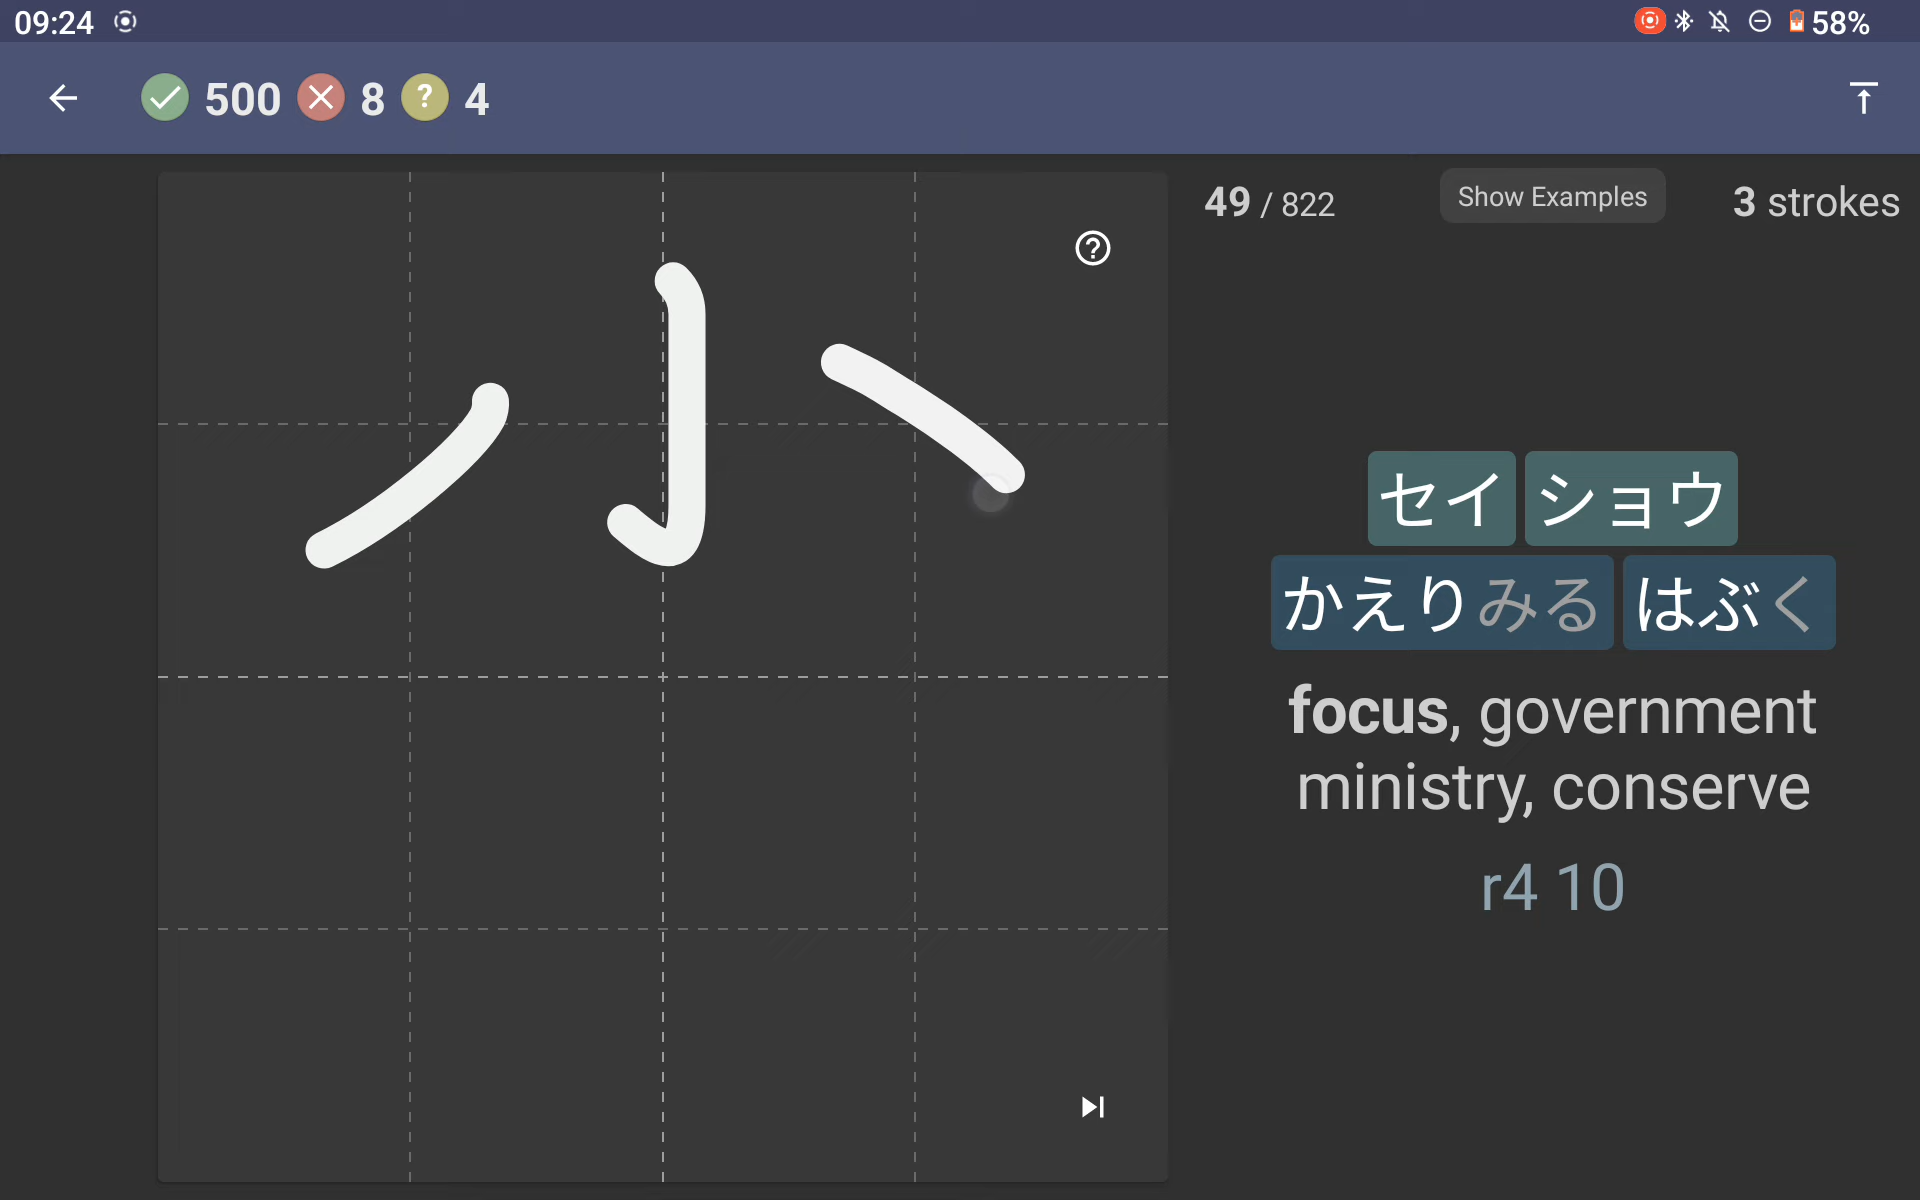 09:24 58%
500 8 ? 4
49 / 822 Show Examples 3 strokes
セイ ショウ
かえりみる はぶく
focus, government
ministry, conserve
r4 10